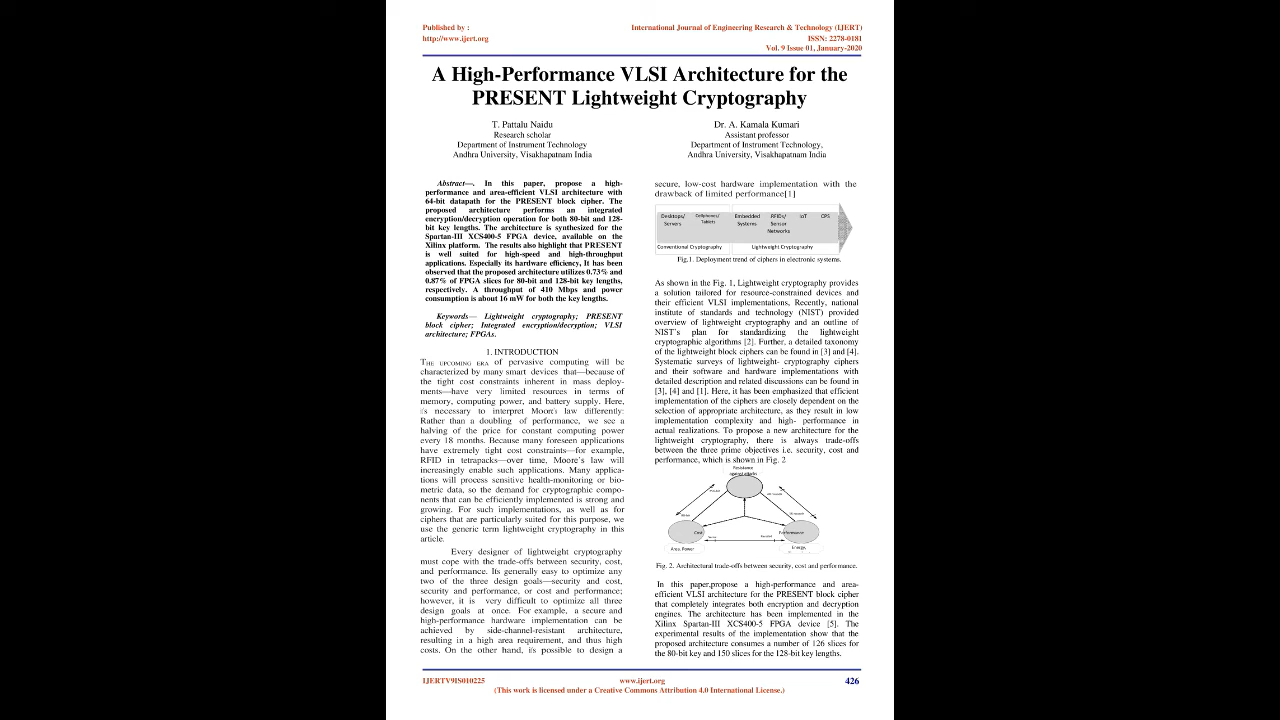 Published by :
http://www.ijert.org
International Journal of Engineering Research & Technology (IJERT)
ISSN: 2278-0181
Vol. 9 Issue 01, January-2020
A High-Performance VLSI Architecture for the
PRESENT Lightweight Cryptography
T. Pattalu Naidu
Research scholar
Department of Instrument Technology
Andhra University, Visakhapatnam India
Dr. A. Kamala Kumari
Assistant professor
Department of Instrument Technology,
Andhra University, Visakhapatnam India
Abstract—. In this paper, propose a high-
performance and area-efficient VLSI architecture with
64-bit datapath for the PRESENT block cipher. The
proposed architecture performs an integrated
encryption/decryption operation for both 80-bit and 128-
bit key lengths. The architecture is synthesized for the
Spartan-III XCS400-5 FPGA device, available on the
Xilinx platform. The results also highlight that PRESENT
is well suited for high-speed and high-throughput
applications. Especially its hardware efficiency, It has been
observed that the proposed architecture utilizes 0.73% and
0.87% of FPGA slices for 80-bit and 128-bit key lengths,
respectively. A throughput of 410 Mbps and power
consumption is about 16 mW for both the key lengths.
Keywords— Lightweight cryptography; PRESENT
block cipher; Integrated encryption/decryption; VLSI
architecture; FPGAs.
1. INTRODUCTION
THE UPCOMING ERA of pervasive computing will be
characterized by many smart devices that—because of
the tight cost constraints inherent in mass deploy-
ments—have very limited resources in terms of
memory, computing power, and battery supply. Here,
it's necessary to interpret Moore's law differently:
Rather than a doubling of performance, we see a
halving of the price for constant computing power
every 18 months. Because many foreseen applications
have extremely tight cost constraints—for example,
RFID in tetrapacks—over time, Moore's law will
increasingly enable such applications. Many applica-
tions will process sensitive health-monitoring or bio-
metric data, so the demand for cryptographic compo-
nents that can be efficiently implemented is strong and
growing. For such implementations, as well as for
ciphers that are particularly suited for this purpose, we
use the generic term lightweight cryptography in this
article.
Every designer of lightweight cryptography
must cope with the trade-offs between security, cost,
and performance. Its generally easy to optimize any
two of the three design goals—security and cost,
security and performance, or cost and performance;
however, it is very difficult to optimize all three
design goals at once. For example, a secure and
high-performance hardware implementation can be
achieved by side-channel-resistant architecture,
resulting in a high area requirement, and thus high
costs. On the other hand, it's possible to design a
secure, low-cost hardware implementation with the
drawback of limited performance[1]
Desktops/
Servers
Cellphones/
Tablets
Embedded
Systems
RFIDs/
Sensor
Networks
IoT
CPS
Conventional Cryptography
Lightweight Cryptography
Fig.1. Deployment trend of ciphers in electronic systems.
As shown in the Fig. 1, Lightweight cryptography provides
a solution tailored for resource-constrained devices and
their efficient VLSI implementations, Recently, national
institute of standards and technology (NIST) provided
overview of lightweight cryptography and an outline of
NIST's plan for standardizing the lightweight
cryptographic algorithms [2]. Further, a detailed taxonomy
of the lightweight block ciphers can be found in [3] and [4].
Systematic surveys of lightweight- cryptography ciphers
and their software and hardware implementations with
detailed description and related discussions can be found in
[3], [4] and [1]. Here, it has been emphasized that efficient
implementation of the ciphers are closely dependent on the
selection of appropriate architecture, as they result in low
implementation complexity and high- performance in
actual realizations. To propose a new architecture for the
lightweight cryptography, there is always trade-offs
between the three prime objectives i.e. security, cost and
performance, which is shown in Fig. 2
Resistance
against attacks
Cost
Performance
Area, Power
Energy,
Fig. 2. Architectural trade-offs between security, cost and performance.
In this paper,propose a high-performance and area-
efficient VLSI architecture for the PRESENT block cipher
that completely integrates both encryption and decryption
engines. The architecture has been implemented in the
Xilinx Spartan-III XCS400-5 FPGA device [5]. The
experimental results of the implementation show that the
proposed architecture consumes a number of 126 slices for
the 80-bit key and 150 slices for the 128-bit key lengths.
IJERTV9IS010225
www.ijert.org
426
(This work is licensed under a Creative Commons Attribution 4.0 International License.)